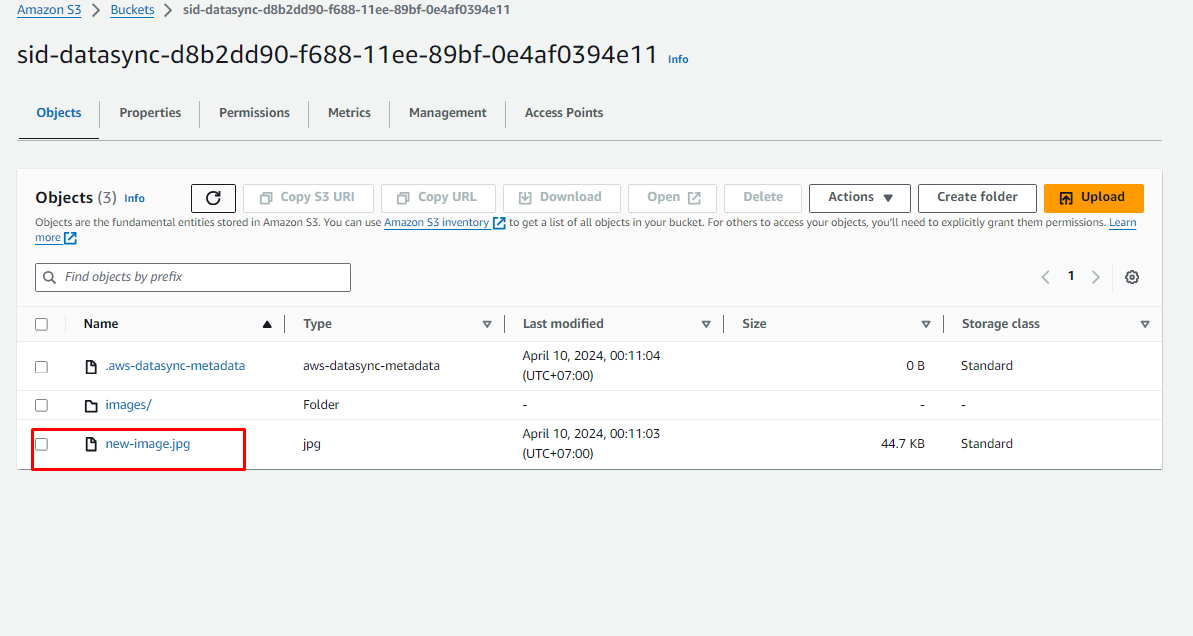 Amazon S3 > Buckets > sid-datasync-d8b2dd90-f688-11ee-89bf-0e4af0394e11
sid-datasync-d8b2dd90-f688-11ee-89bf-0e4af0394e11 Info
Objects Properties Permissions Metrics Management Access Points
Objects (3) Info Copy S3 URI Copy URL Download Open Delete Actions Create folder Upload
Objects are the fundamental entities stored in Amazon S3. You can use Amazon S3 inventory to get a list of all objects in your bucket. For others to access your objects, you'll need to explicitly grant them permissions. Learn
more
Find objects by prefix 1
Name Type Last modified Size Storage class
.aws-datasync-metadata aws-datasync-metadata April 10, 2024, 00:11:04 0 B Standard
(UTC+07:00)
images/ Folder - - -
new-image.jpg jpg April 10, 2024, 00:11:03 44.7 KB Standard
(UTC+07:00)